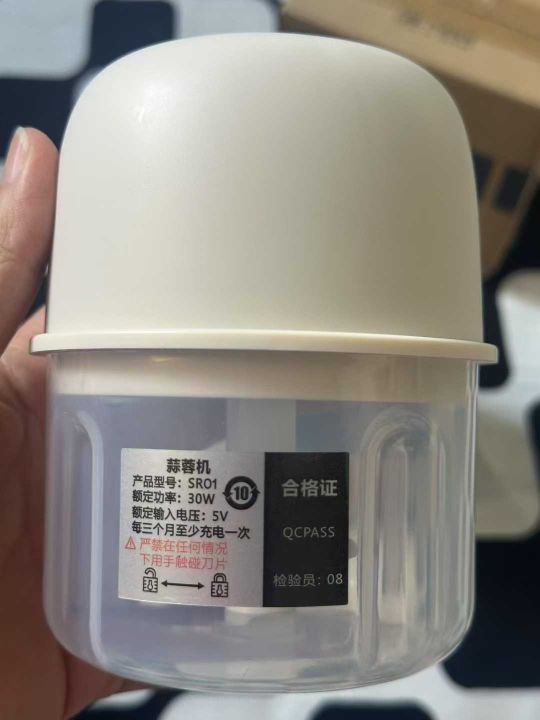 蒜蓉机
产品型号：SR01
额定功率：30W
10
额定输入电压：5V
每三个月至少充电一次
严禁在任何情况
下用手触碰刀片
合格证
QCPASS
检验员：08